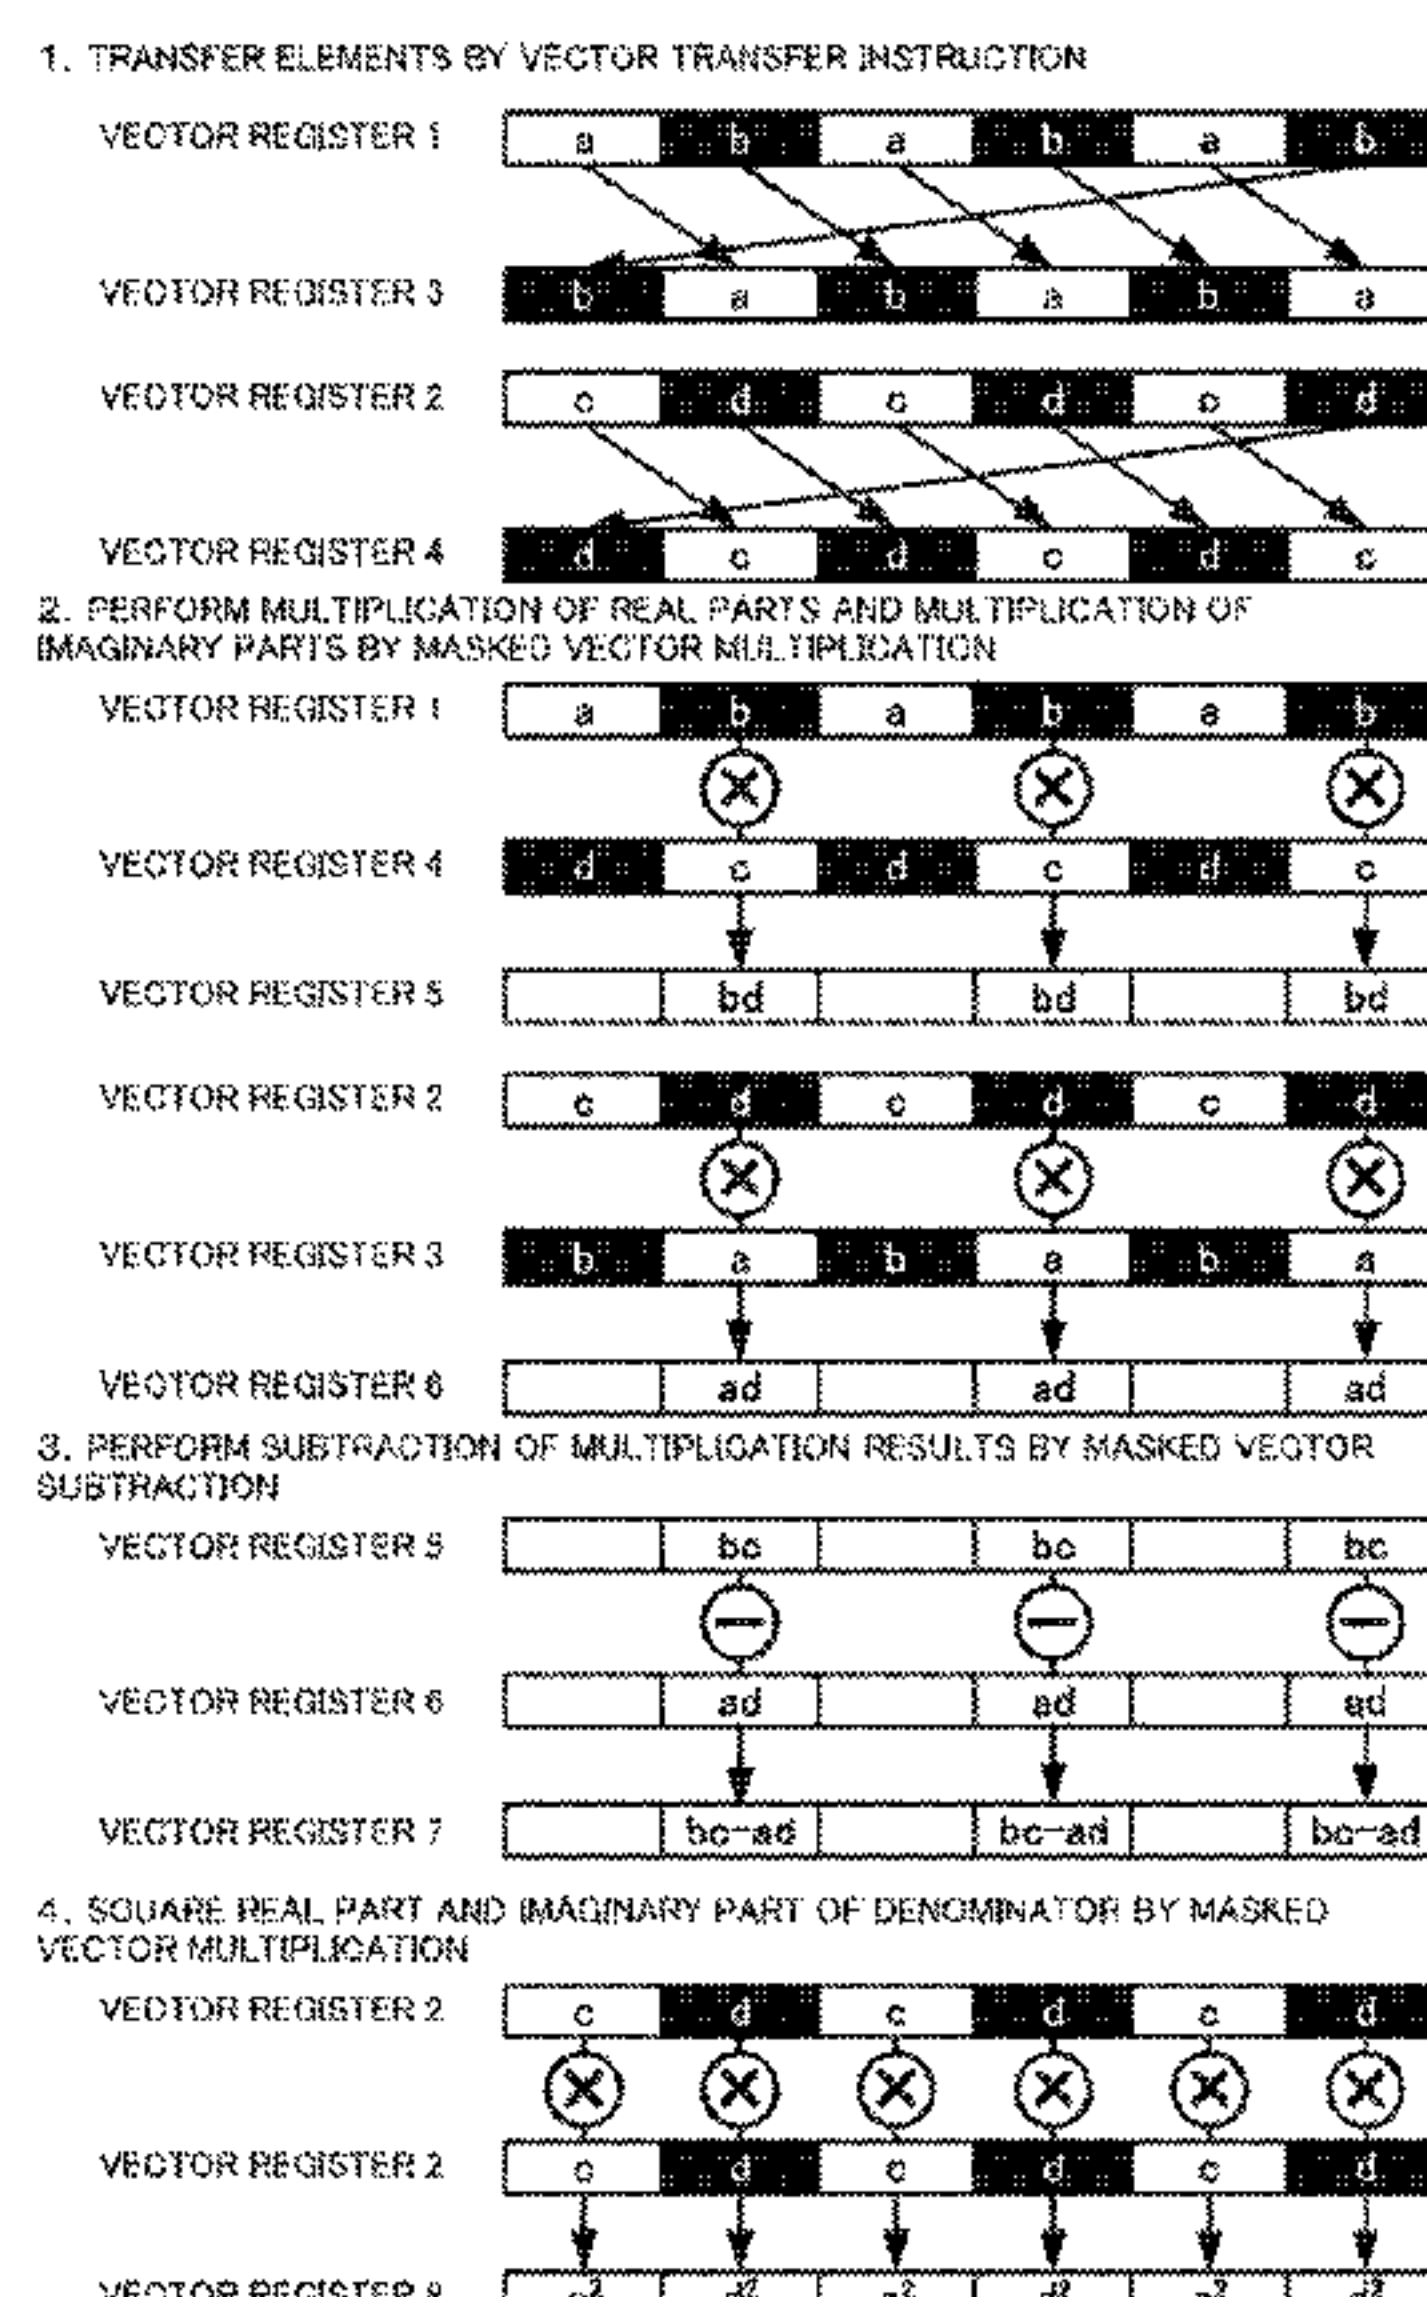 1. TRANSFER ELEMENTS BY VECTOR TRANSFER INSTRUCTION
VECTOR REGISTER 1 a b a b a b
VECTOR REGISTER 3 b a b a b a
VECTOR REGISTER 2 c d c d c d
VECTOR REGISTER 4 d c d c d c
2. PERFORM MULTIPLICATION OF REAL PARTS AND MULTIPLICATION OF
IMAGINARY PARTS BY MASKED VECTOR MULTIPLICATION
VECTOR REGISTER 1 a b a b a b
VECTOR REGISTER 4 d c d c d c
VECTOR REGISTER 5 bd bd bd
VECTOR REGISTER 2 c d c d c d
VECTOR REGISTER 3 b a b a b a
VECTOR REGISTER 6 ad ad ad
3. PERFORM SUBTRACTION OF MULTIPLICATION RESULTS BY MASKED VECTOR
SUBTRACTION
VECTOR REGISTER 5 bc bc bc
VECTOR REGISTER 6 ad ad ad
VECTOR REGISTER 7 bc-ad bc-ad bc-ad
4. SQUARE REAL PART AND IMAGINARY PART OF DENOMINATOR BY MASKED
VECTOR MULTIPLICATION
VECTOR REGISTER 2 c d c d c d
VECTOR REGISTER 2 c d c d c d
VECTOR REGISTER